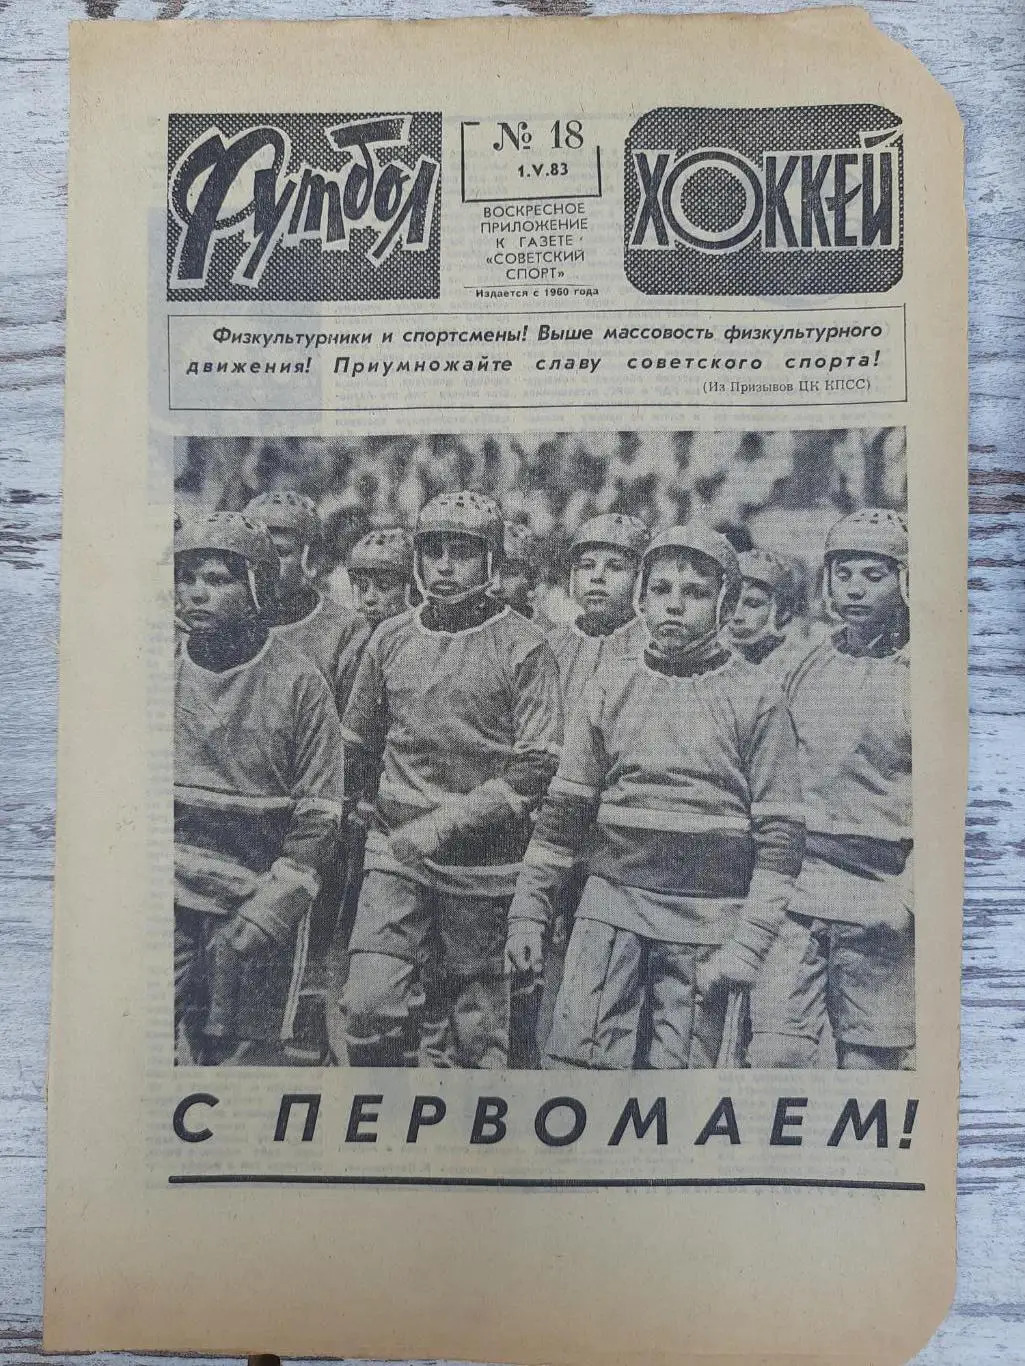 Футбол
№ 18
1.V.83
ВОСКРЕСНОЕ
ПРИЛОЖЕНИЕ
К ГАЗЕТЕ
«СОВЕТСКИЙ
СПОРТ»
Издается с 1960 года
ХОККЕЙ
Физкультурники и спортсмены! Выше массовость физкультурного
движения! Приумножайте славу советского спорта!
(Из Призывов ЦК КПСС)
С ПЕРВОМАЕМ!